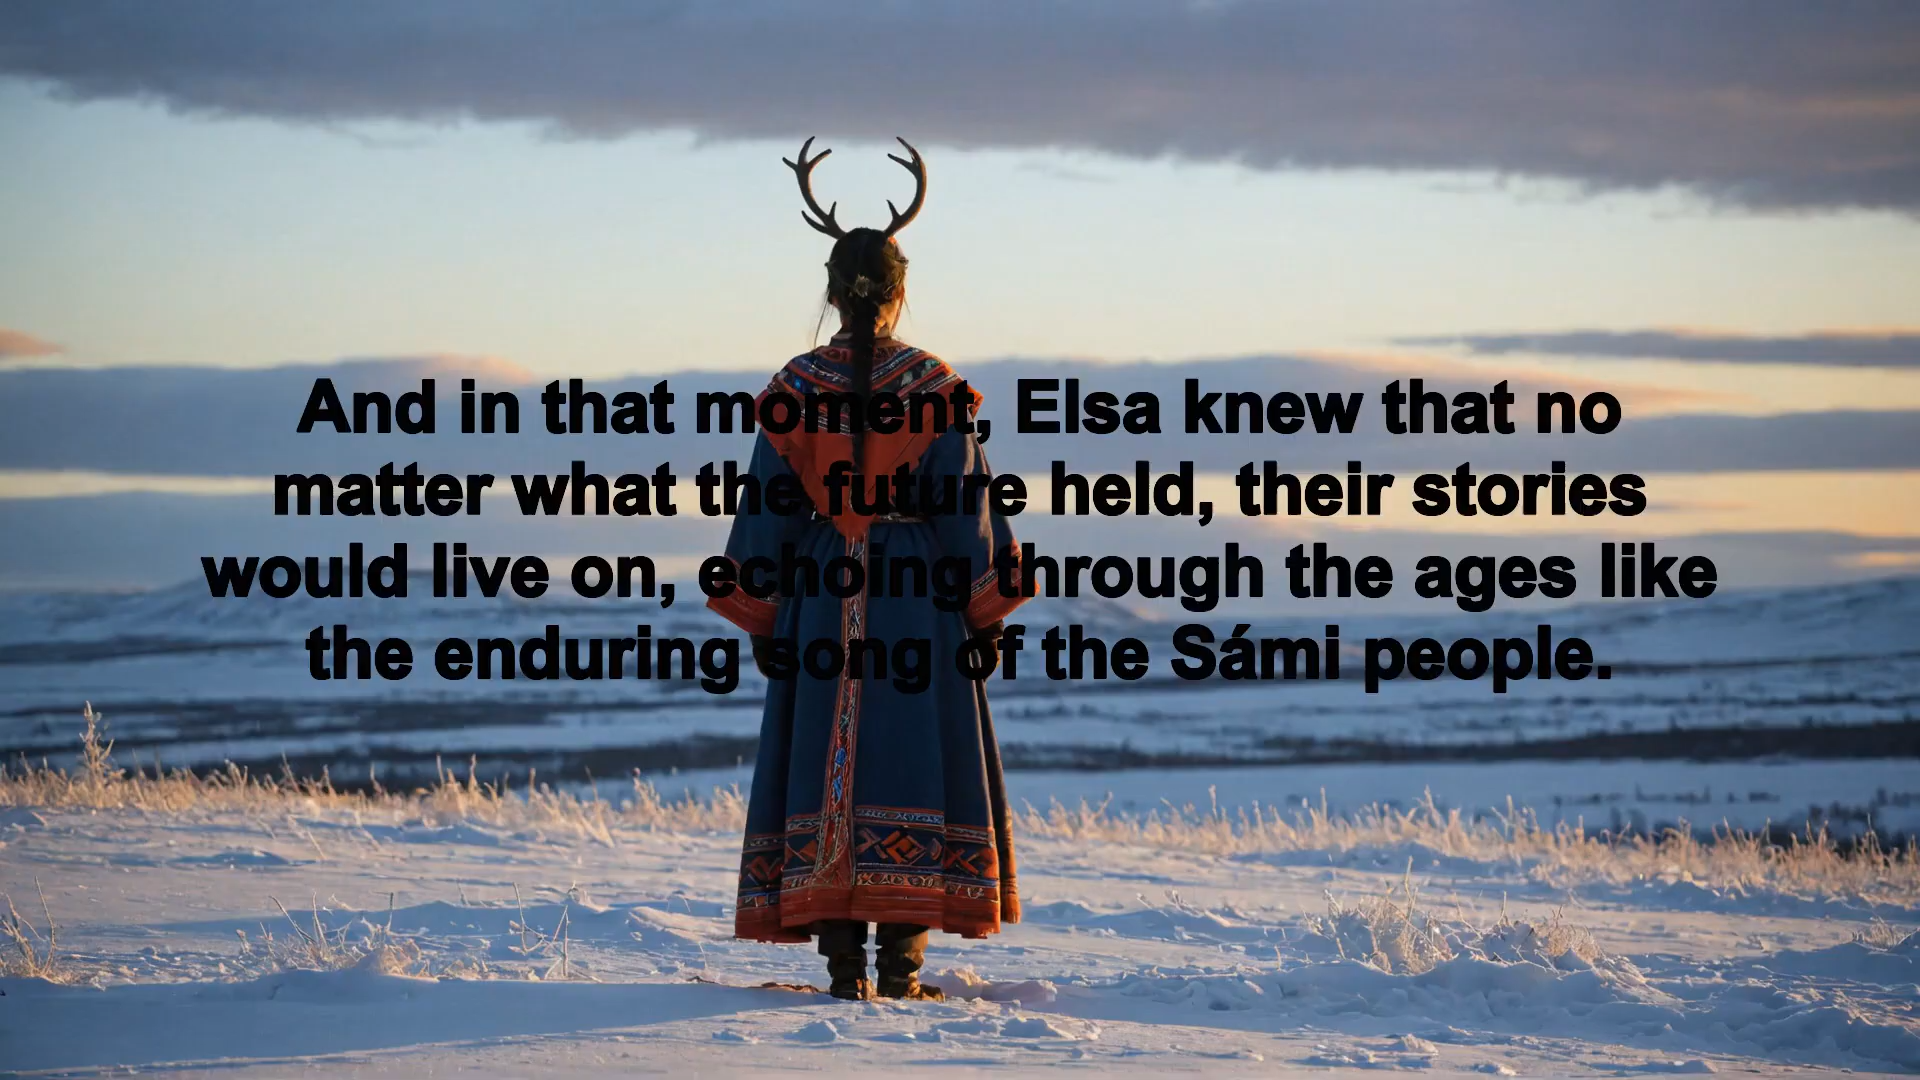 And in that moment, Elsa knew that no
matter what the future held, their stories
would live on, echoing through the ages like
the enduring song of the Sámi people.